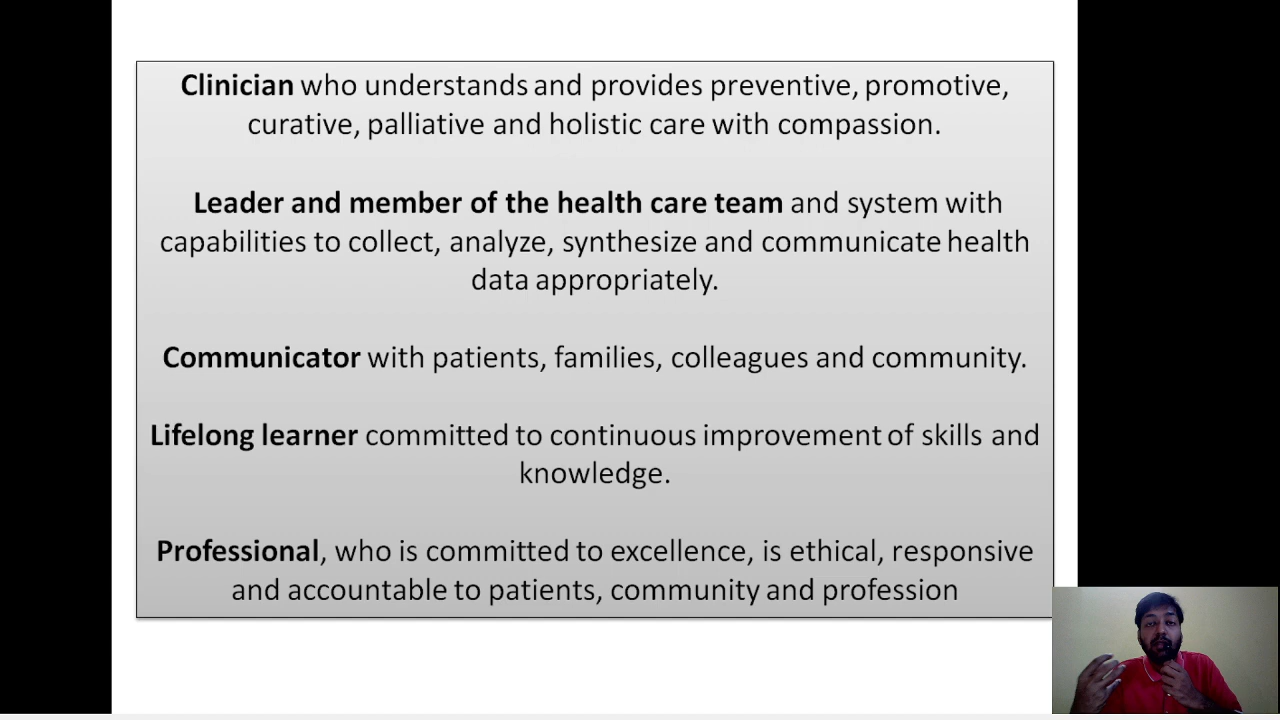 Clinician who understands and provides preventive, promotive,
curative, palliative and holistic care with compassion.
Leader and member of the health care team and system with
capabilities to collect, analyze, synthesize and communicate health
data appropriately.
Communicator with patients, families, colleagues and community.
Lifelong learner committed to continuous improvement of skills and
knowledge.
Professional, who is committed to excellence, is ethical, responsive
and accountable to patients, community and profession